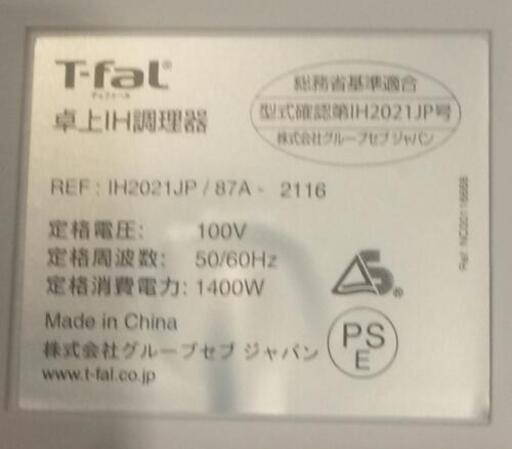 T-fal
ティファール
卓上IH調理器
総務省基準適合
型式確認第IH2021JP号
株式会社グループセブ ジャパン
REF : IH2021JP / 87A - 2116
定格電圧: 100V
定格周波数: 50/60Hz
定格消費電力: 1400W
Made in China
株式会社グループセブ ジャパン
www.t-fal.co.jp
PS
E